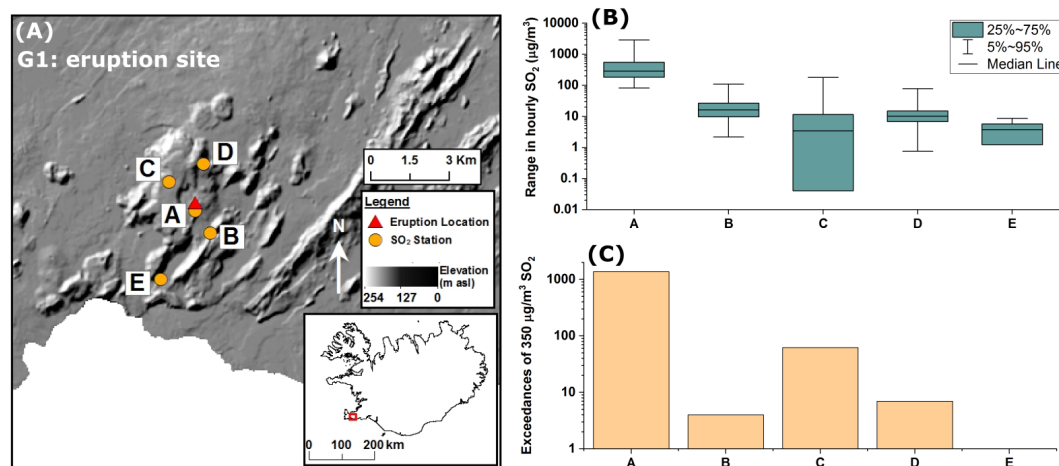 (A)
G1: eruption site
C
D
A
B
E
0 1.5 3 Km
Legend
Eruption Location
SO₂ Station
Elevation
(m asl)
254 127 0
N
0 100 200 Km
(B)
Range in hourly SO₂ (µg/m³)
10000
1000
100
10
1
0.1
0.01
25%~75%
5%~95%
Median Line
A B C D E
(C)
Exceedances of 350 µg/m³ SO₂
1000
100
10
1
A B C D E